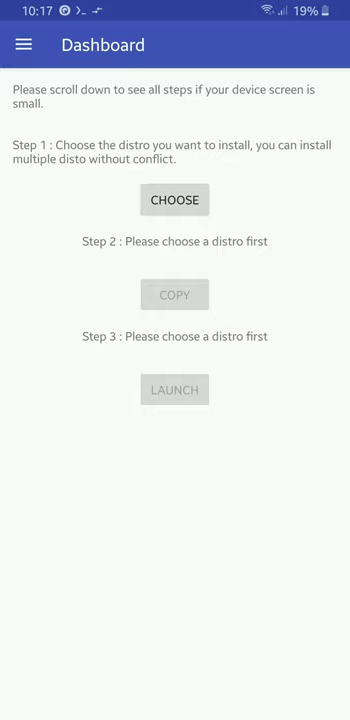 10:17 19%
Dashboard
Please scroll down to see all steps if your device screen is
small.
Step 1 : Choose the distro you want to install, you can install
multiple disto without conflict.
CHOOSE
Step 2 : Please choose a distro first
COPY
Step 3 : Please choose a distro first
LAUNCH